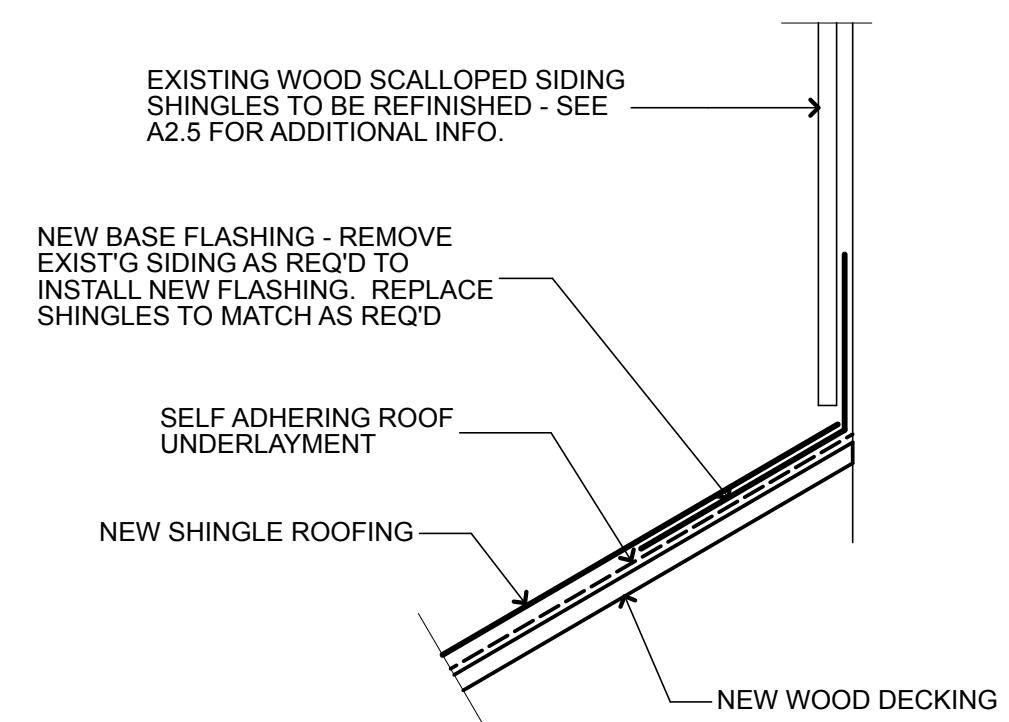 EXISTING WOOD SCALLOPED SIDING
SHINGLES TO BE REFINISHED - SEE
A2.5 FOR ADDITIONAL INFO.
NEW BASE FLASHING - REMOVE
EXIST'G SIDING AS REQ'D TO
INSTALL NEW FLASHING.  REPLACE
SHINGLES TO MATCH AS REQ'D
SELF ADHERING ROOF
UNDERLAYMENT
NEW SHINGLE ROOFING
NEW WOOD DECKING